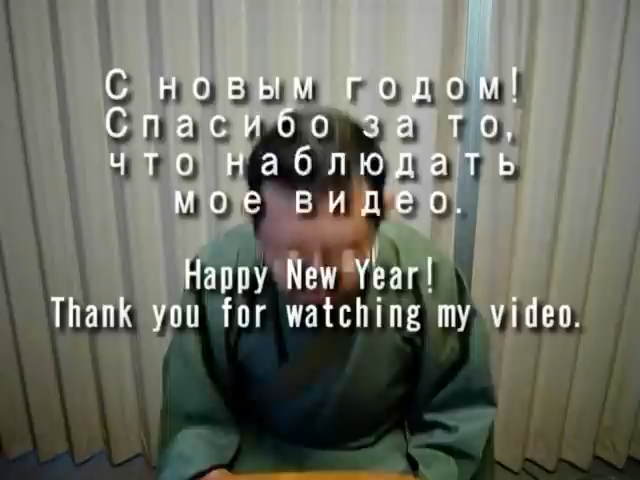 С новым годом!
Спасибо за то,
что наблюдать
мое видео.
Happy New Year!
Thank you for watching my video.